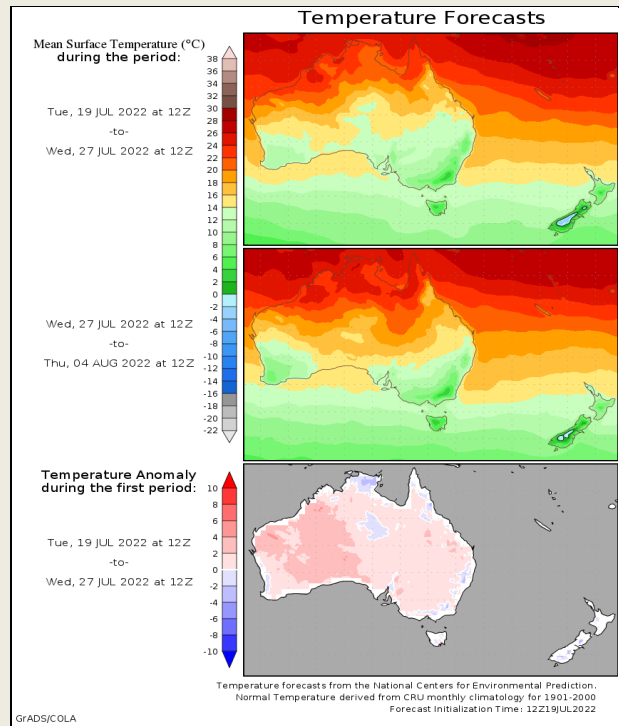 Temperature Forecasts
Mean Surface Temperature (°C)
during the period:
38
36
34
32
30
28
26
24
22
20
18
16
14
12
10
8
6
4
2
0
-2
-4
-6
-8
-10
-12
-14
-16
-18
-20
-22
Tue, 19 JUL 2022 at 12Z
-to-
Wed, 27 JUL 2022 at 12Z
Wed, 27 JUL 2022 at 12Z
-to-
Thu, 04 AUG 2022 at 12Z
Temperature Anomaly
during the first period:
10
8
6
4
2
0
-2
-4
-6
-8
-10
Tue, 19 JUL 2022 at 12Z
-to-
Wed, 27 JUL 2022 at 12Z
Temperature forecasts from the National Centers for Environmental Prediction.
Normal Temperature derived from CRU monthly climatology for 1901-2000
Forecast Initialization Time: 12Z19JUL2022
GrADS/COLA